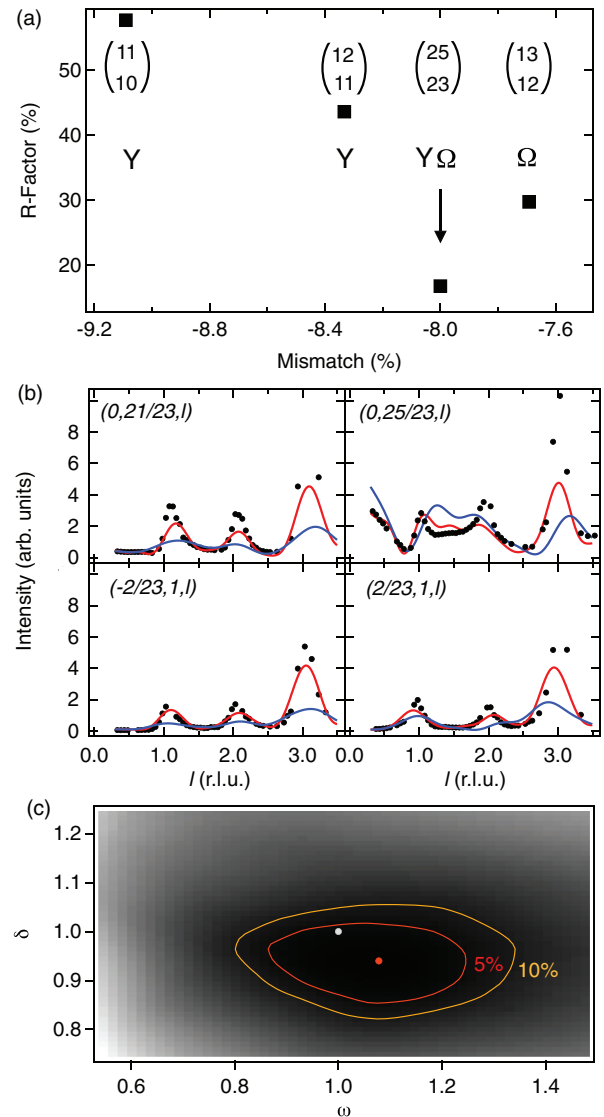 (a)
R-Factor (%)
50
40
30
20
(11 10) (12 11) (25 23) (13 12)
Y Y Y Ω Ω
-9.2 -8.8 -8.4 -8.0 -7.6
Mismatch (%)
(b)
Intensity (arb. units)
(0,21/23,l) (0,25/23,l)
8
6
4
2
0
(-2/23,1,l) (2/23,1,l)
8
6
4
2
0
0.0 1.0 2.0 3.0 1.0 2.0 3.0
l (r.l.u.) l (r.l.u.)
(c)
δ
1.2
1.1
1.0
0.9
0.8
5% 10%
0.6 0.8 1.0 1.2 1.4
ω